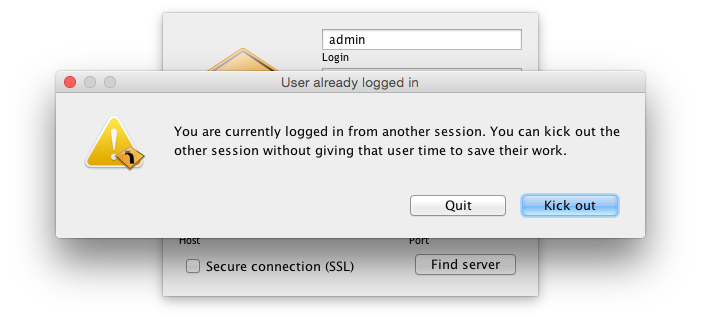 admin
Login
User already logged in
You are currently logged in from another session. You can kick out the
other session without giving that user time to save their work.
Quit
Kick out
Host
Port
Secure connection (SSL)
Find server